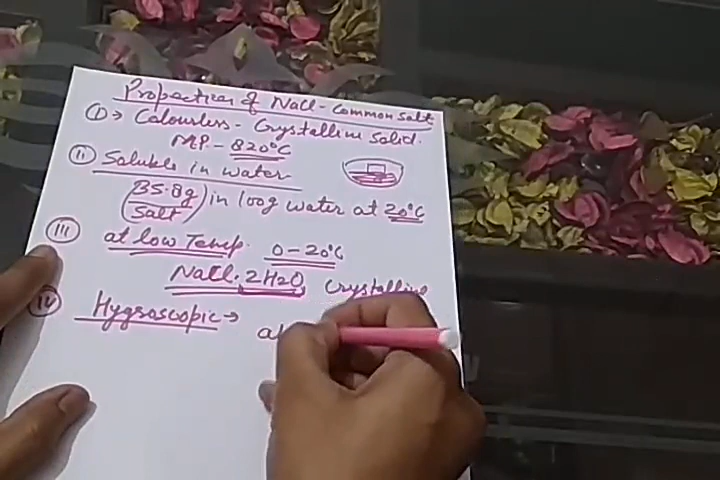 Properties of NaCl - Common Salt
(i) → Colourless - Crystalline Solid.
M.P - 820°C
(ii) Soluble in water
(35.8g Salt) in 100g water at 20°C
(iii) at low Temp. 0-20°C
NaCl.2H2O, Crystalline
(iv) Hygroscopic →